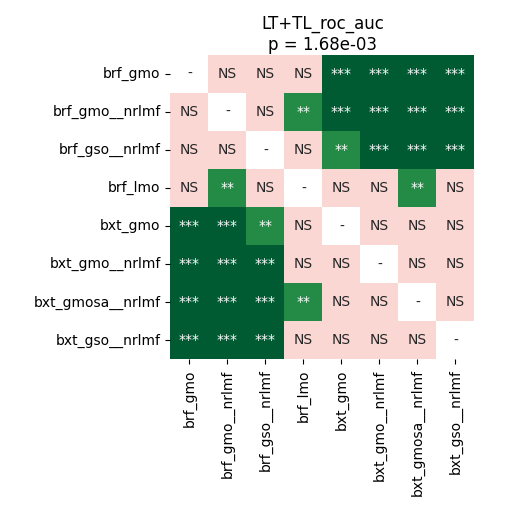 LT+TL_roc_auc
p = 1.68e-03
brf_gmo - NS NS NS *** *** *** ***
brf_gmo__nrlmf NS - NS ** *** *** *** ***
brf_gso__nrlmf NS NS - NS ** *** *** ***
brf_lmo NS ** NS - NS NS ** NS
bxt_gmo *** *** ** NS - NS NS NS
bxt_gmo__nrlmf *** *** *** NS NS - NS NS
bxt_gmosa__nrlmf *** *** *** ** NS NS - NS
bxt_gso__nrlmf *** *** *** NS NS NS NS -
brf_gmo
brf_gmo__nrlmf
brf_gso__nrlmf
brf_lmo
bxt_gmo
bxt_gmo__nrlmf
bxt_gmosa__nrlmf
bxt_gso__nrlmf